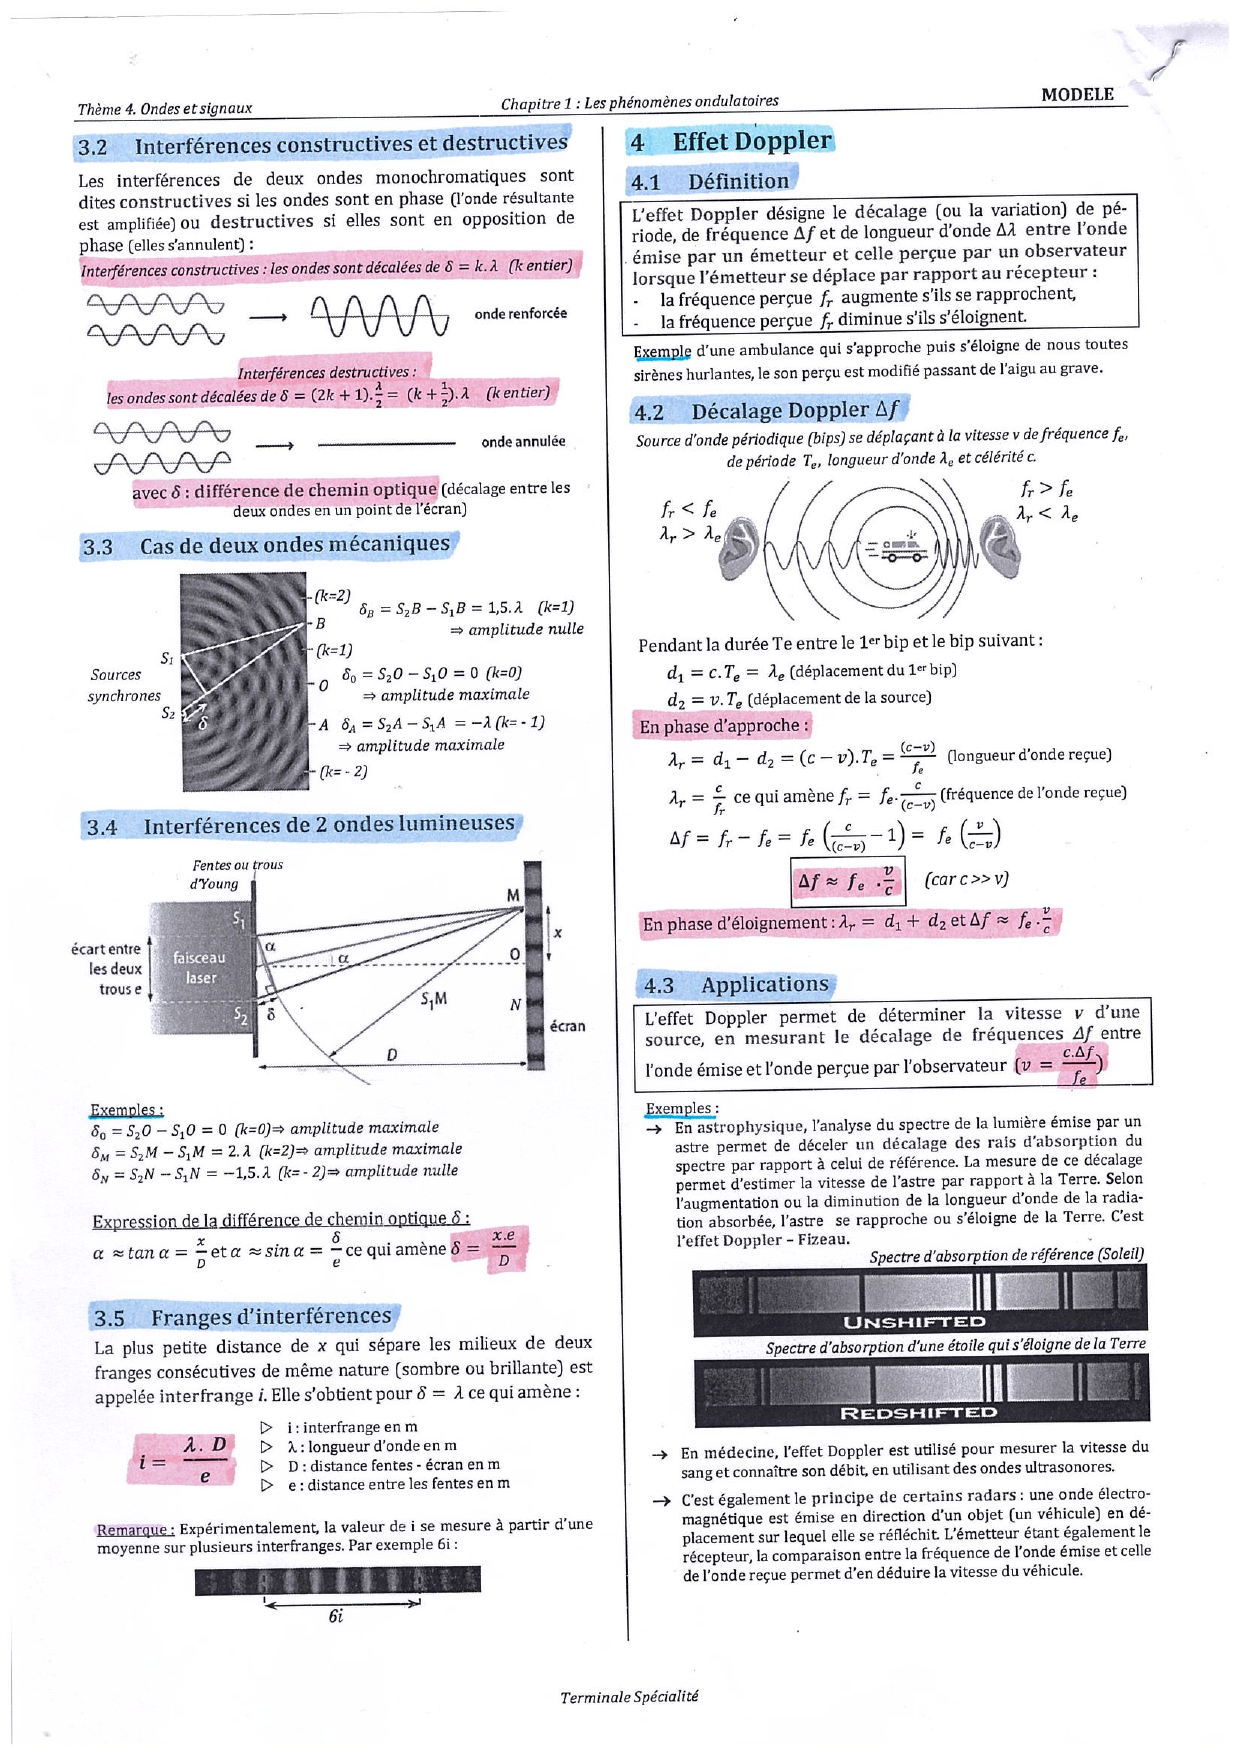 Thème 4. Ondes et signaux
Chapitre 1 : Les phénomènes ondulatoires
MODELE
3.2 Interférences constructives et destructives
Les interférences de deux ondes monochromatiques sont
dites constructives si les ondes sont en phase (l'onde résultante
est amplifiée) ou destructives si elles sont en opposition de
phase (elles s'annulent) :
Interférences constructives : les ondes sont décalées de δ = k.λ (k entier)
onde renforcée
Interférences destructives :
les ondes sont décalées de δ = (2k + 1).λ/2 = (k + 1/2).λ (k entier)
onde annulée
avec δ : différence de chemin optique (décalage entre les
deux ondes en un point de l'écran)
3.3 Cas de deux ondes mécaniques
(k=2)
δB = S₂B − S₁B = 1,5.λ (k=1)
B
⇒ amplitude nulle
(k=1)
S₁
Sources
synchrones
δ₀ = S₂O − S₁O = 0 (k=0)
O
⇒ amplitude maximale
S₂
δ
A δA = S₂A − S₁A = −λ (k= - 1)
⇒ amplitude maximale
(k= - 2)
3.4 Interférences de 2 ondes lumineuses
Fentes ou trous
d'Young
M
S₁
x
écart entre
les deux
trous e
faisceau
laser
α
α
O
S₂
δ
S₁M
N
écran
D
Exemples :
δ₀ = S₂O − S₁O = 0 (k=0)⇒ amplitude maximale
δM = S₂M − S₁M = 2.λ (k=2)⇒ amplitude maximale
δN = S₂N − S₁N = −1,5.λ (k= - 2)⇒ amplitude nulle
Expression de la différence de chemin optique δ :
α ≈ tan α = x/D et α ≈ sin α = δ/e ce qui amène δ = x.e/D
3.5 Franges d'interférences
La plus petite distance de x qui sépare les milieux de deux
franges consécutives de même nature (sombre ou brillante) est
appelée interfrange i. Elle s'obtient pour δ = λ ce qui amène :
i = λ. D/e
▷ i : interfrange en m
▷ λ : longueur d'onde en m
▷ D : distance fentes - écran en m
▷ e : distance entre les fentes en m
Remarque : Expérimentalement, la valeur de i se mesure à partir d'une
moyenne sur plusieurs interfranges. Par exemple 6i :
6i
4 Effet Doppler
4.1 Définition
L'effet Doppler désigne le décalage (ou la variation) de pé-
riode, de fréquence Δf et de longueur d'onde Δλ entre l'onde
émise par un émetteur et celle perçue par un observateur
lorsque l'émetteur se déplace par rapport au récepteur :
- la fréquence perçue fr augmente s'ils se rapprochent,
- la fréquence perçue fr diminue s'ils s'éloignent.
Exemple d'une ambulance qui s'approche puis s'éloigne de nous toutes
sirènes hurlantes, le son perçu est modifié passant de l'aigu au grave.
4.2 Décalage Doppler Δf
Source d'onde périodique (bips) se déplaçant à la vitesse v de fréquence fe,
de période Te, longueur d'onde λe et célérité c.
fr < fe
λr > λe
fr > fe
λr < λe
Pendant la durée Te entre le 1er bip et le bip suivant :
d₁ = c.Te = λe (déplacement du 1er bip)
d₂ = v.Te (déplacement de la source)
En phase d'approche :
λr = d₁ − d₂ = (c − v).Te = (c−v)/fe (longueur d'onde reçue)
λr = c/fr ce qui amène fr = fe.c/(c−v) (fréquence de l'onde reçue)
Δf = fr − fe = fe (c/(c−v) − 1) = fe (v/c−v)
Δf ≈ fe .v/c (car c >> v)
En phase d'éloignement : λr = d₁ + d₂ et Δf ≈ fe.v/c
4.3 Applications
L'effet Doppler permet de déterminer la vitesse v d'une
source, en mesurant le décalage de fréquences Δf entre
l'onde émise et l'onde perçue par l'observateur (v = c.Δf/fe)
Exemples :
→ En astrophysique, l'analyse du spectre de la lumière émise par un
astre permet de déceler un décalage des rais d'absorption du
spectre par rapport à celui de référence. La mesure de ce décalage
permet d'estimer la vitesse de l'astre par rapport à la Terre. Selon
l'augmentation ou la diminution de la longueur d'onde de la radia-
tion absorbée, l'astre se rapproche ou s'éloigne de la Terre. C'est
l'effet Doppler – Fizeau.
Spectre d'absorption de référence (Soleil)
UNSHIFTED
Spectre d'absorption d'une étoile qui s'éloigne de la Terre
REDSHIFTED
→ En médecine, l'effet Doppler est utilisé pour mesurer la vitesse du
sang et connaître son débit, en utilisant des ondes ultrasonores.
→ C'est également le principe de certains radars : une onde électro-
magnétique est émise en direction d'un objet (un véhicule) en dé-
placement sur lequel elle se réfléchit. L'émetteur étant également le
récepteur, la comparaison entre la fréquence de l'onde émise et celle
de l'onde reçue permet d'en déduire la vitesse du véhicule.
Terminale Spécialité